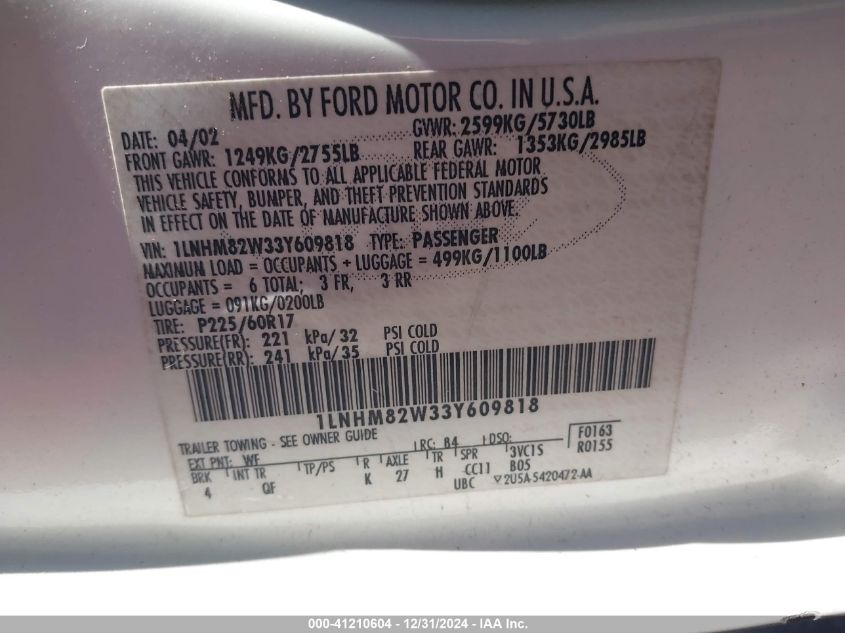 MFD. BY FORD MOTOR CO. IN U.S.A.
DATE: 04/02 GVWR: 2599KG/5730LB
FRONT GAWR: 1249KG/2755LB REAR GAWR: 1353KG/2985LB
THIS VEHICLE CONFORMS TO ALL APPLICABLE FEDERAL MOTOR
VEHICLE SAFETY, BUMPER, AND THEFT PREVENTION STANDARDS
IN EFFECT ON THE DATE OF MANUFACTURE SHOWN ABOVE.
VIN: 1LNHM82W33Y609818 TYPE: PASSENGER
MAXIMUM LOAD = OCCUPANTS + LUGGAGE = 499KG/1100LB
OCCUPANTS = 6 TOTAL; 3 FR, 3 RR
LUGGAGE = 091KG/0200LB
TIRE: P225/60R17
PRESSURE(FR): 221 kPa/ 32 PSI COLD
PRESSURE(RR): 241 kPa/ 35 PSI COLD
1LNHM82W33Y609818
TRAILER TOWING - SEE OWNER GUIDE
EXT PNT: WF RC: 84 DSO: F0163
BRK INT TR TP/PS R AXLE TR SPR 3VC1S R0155
4 QF K 27 H CC11 B05
UBC 2U5A-5420472-AA
000-41210604 - 12/31/2024 - IAA Inc.